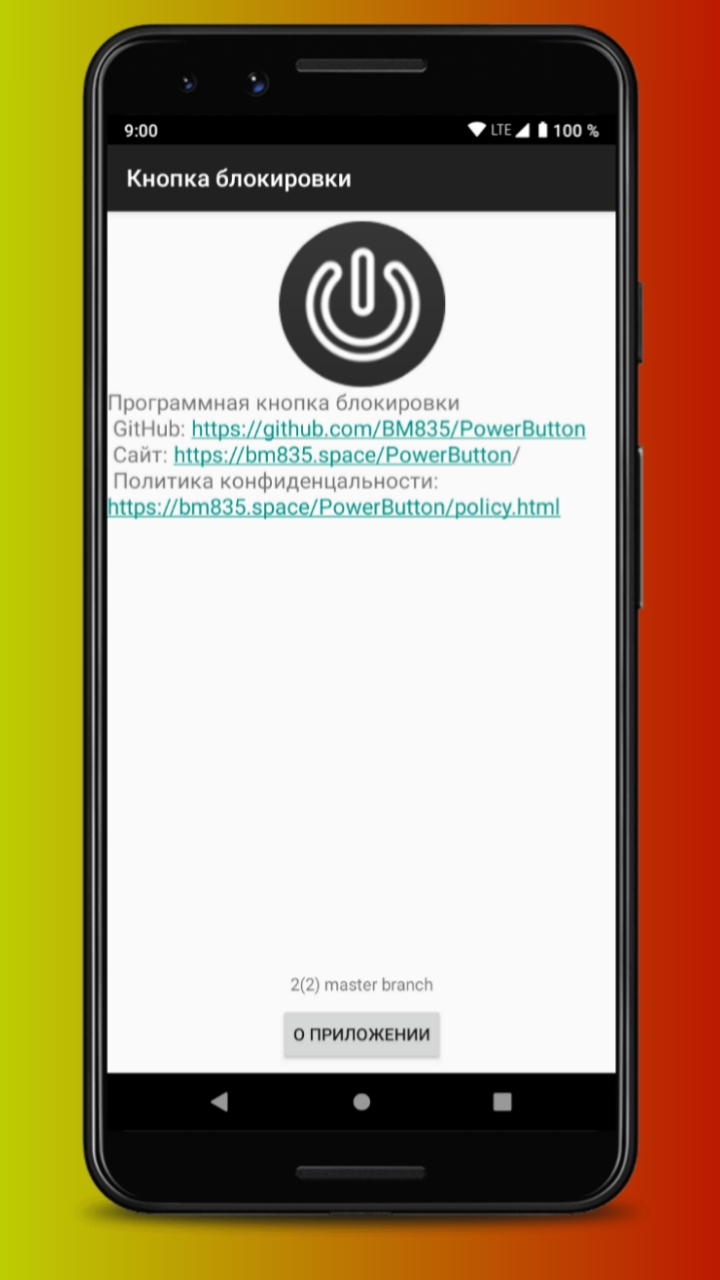 9:00 LTE 100 %
Кнопка блокировки
Программная кнопка блокировки
GitHub: https://github.com/BM835/PowerButton
Сайт: https://bm835.space/PowerButton/
Политика конфиденцальности:
https://bm835.space/PowerButton/policy.html
2(2) master branch
О ПРИЛОЖЕНИИ